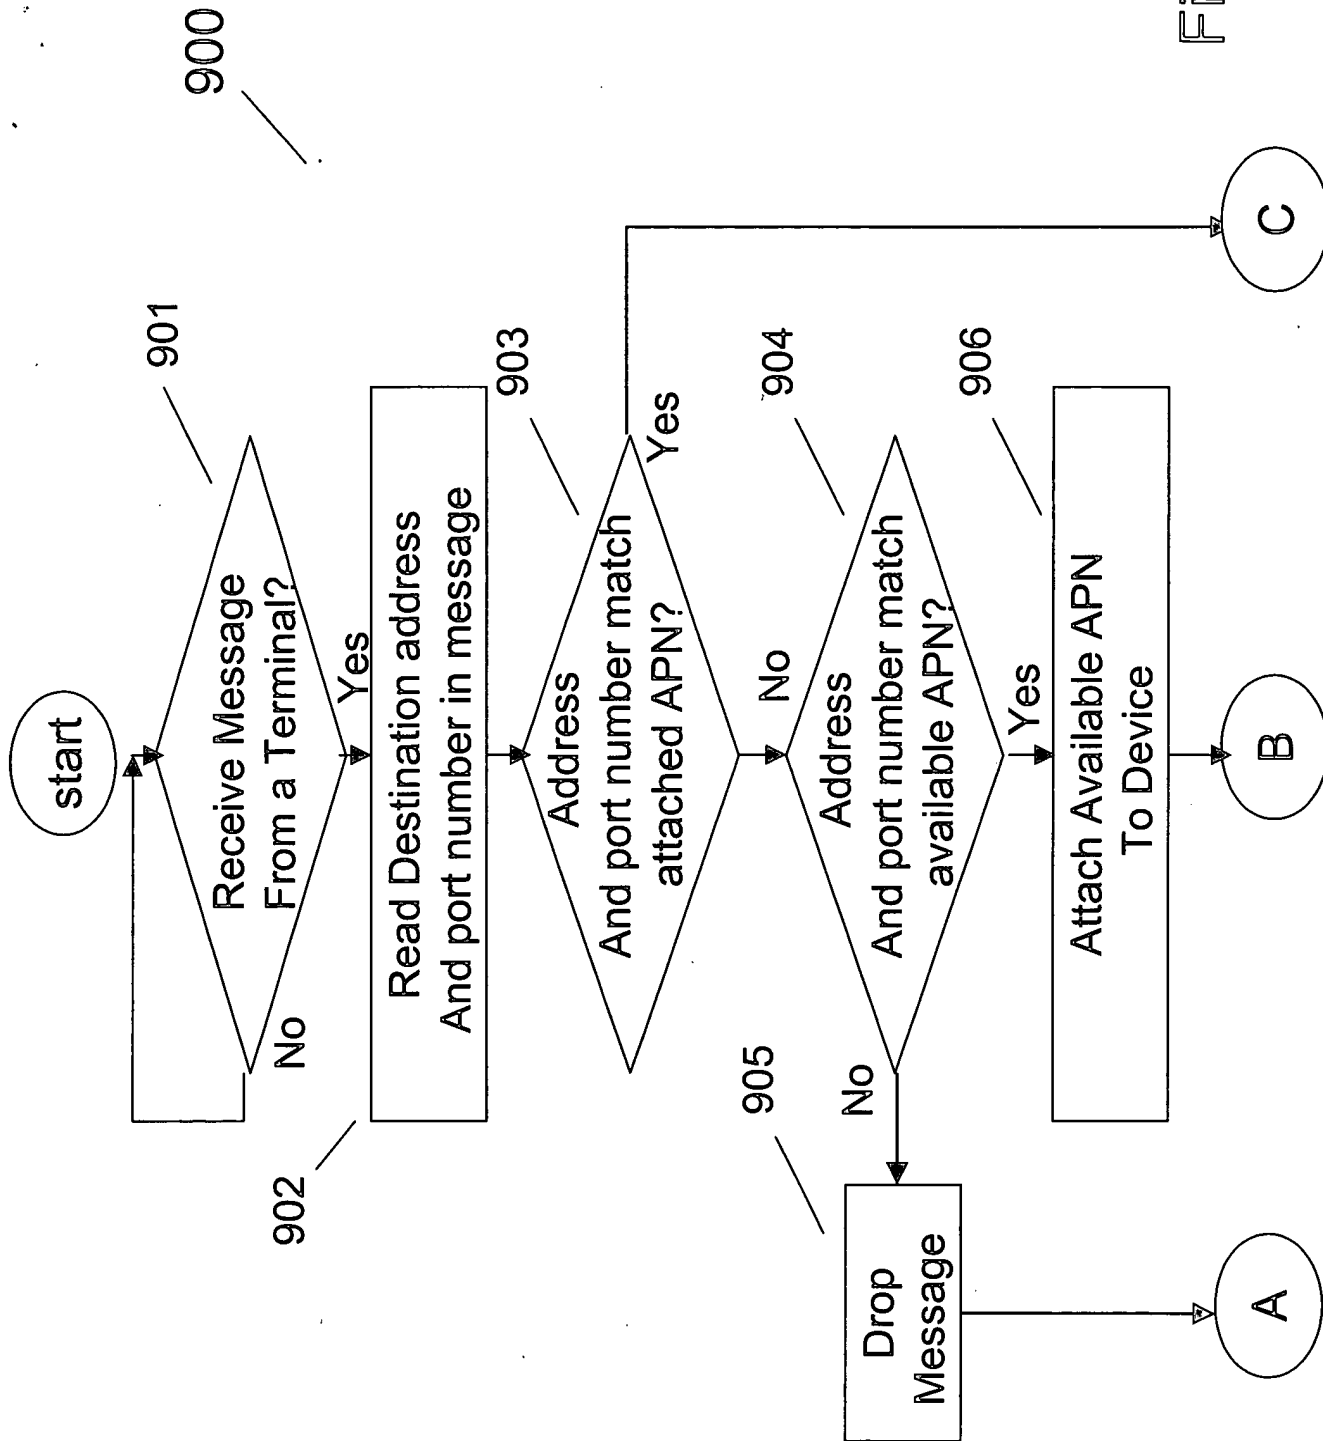 900
start
901
Receive Message
From a Terminal?
No
Yes
902
Read Destination address
And port number in message
903
Address
And port number match
attached APN?
Yes
No
904
Address
And port number match
available APN?
No
Yes
905
Drop
Message
906
Attach Available APN
To Device
A
B
C